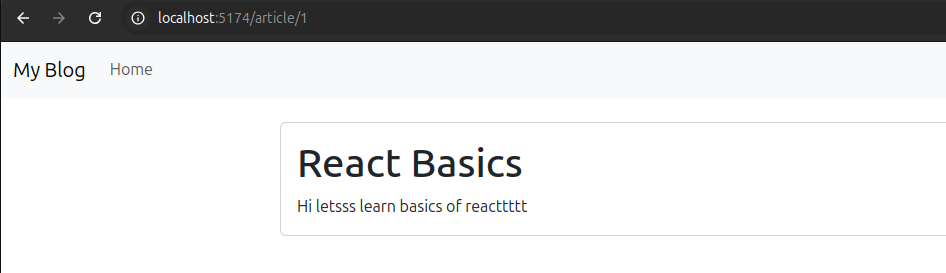 localhost:5174/article/1
My Blog Home
React Basics
Hi letsss learn basics of reacttttt